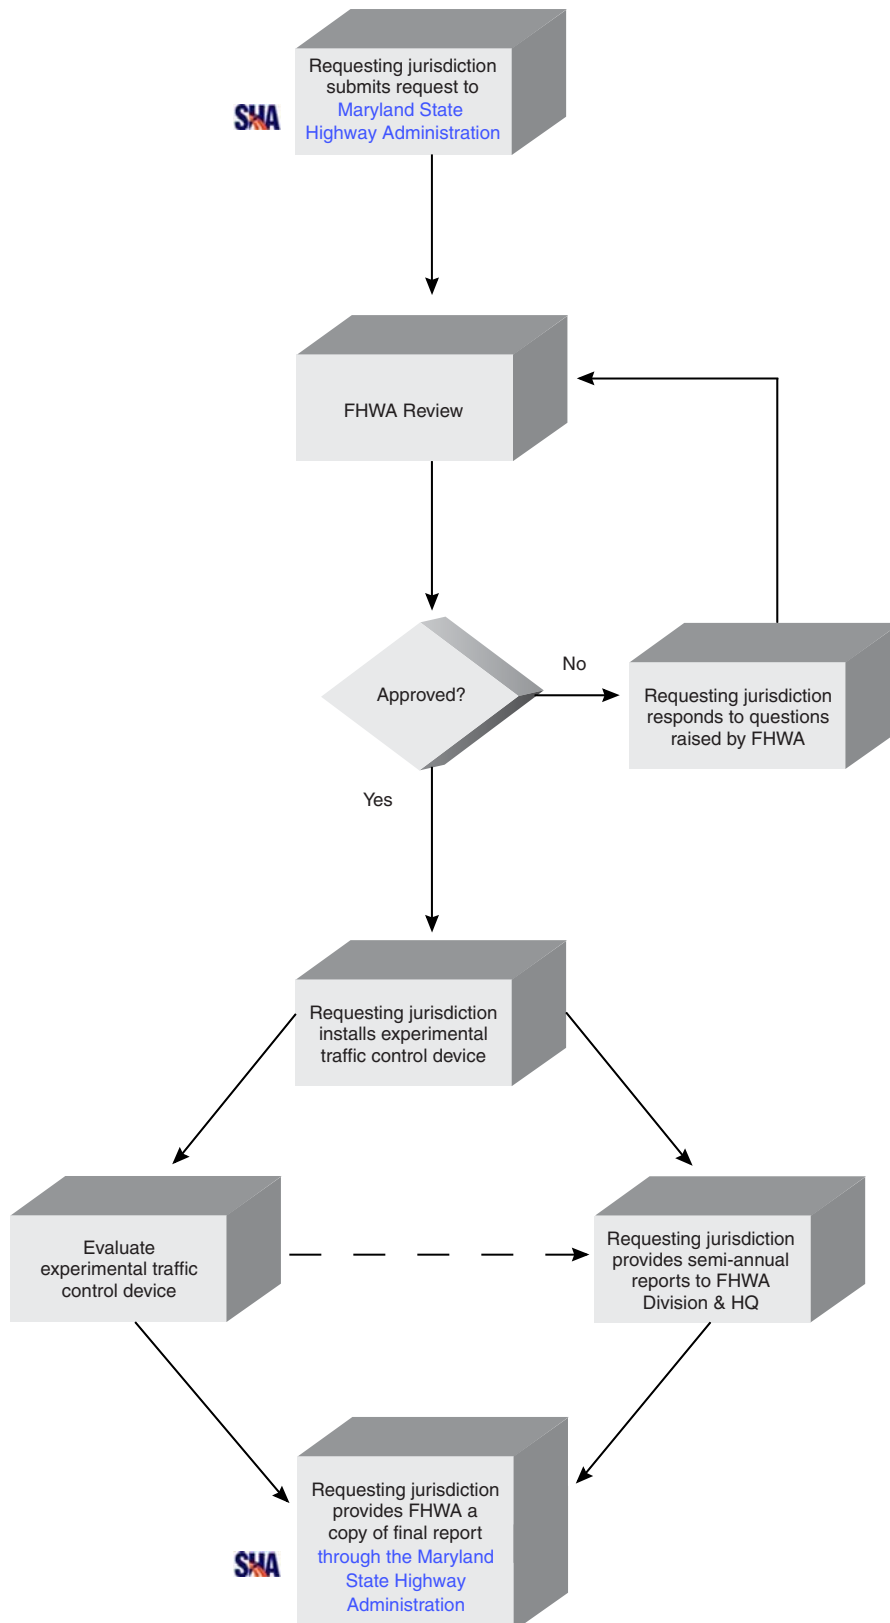 Requesting jurisdiction
submits request to
Maryland State
Highway Administration
SHA
FHWA Review
Approved?
No
Requesting jurisdiction
responds to questions
raised by FHWA
Yes
Requesting jurisdiction
installs experimental
traffic control device
Evaluate
experimental traffic
control device
Requesting jurisdiction
provides semi-annual
reports to FHWA
Division & HQ
Requesting jurisdiction
provides FHWA a
copy of final report
through the Maryland
State Highway
Administration
SHA